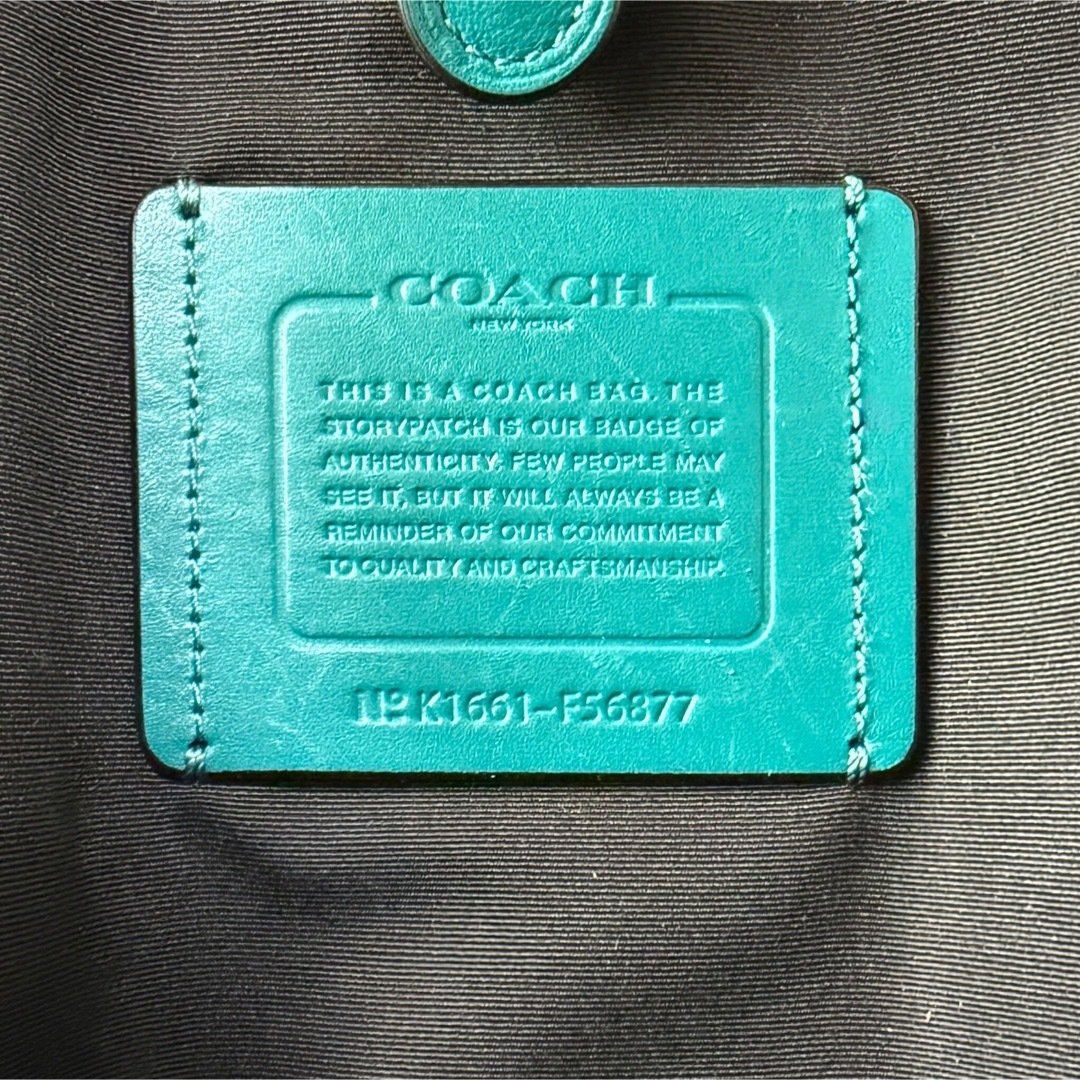 COACH
NEW YORK
THIS IS A COACH BAG. THE
STORYPATCH IS OUR BADGE OF
AUTHENTICITY. FEW PEOPLE MAY
SEE IT, BUT IT WILL ALWAYS BE A
REMINDER OF OUR COMMITMENT
TO QUALITY AND CRAFTSMANSHIP.
Nº K1661-F56877